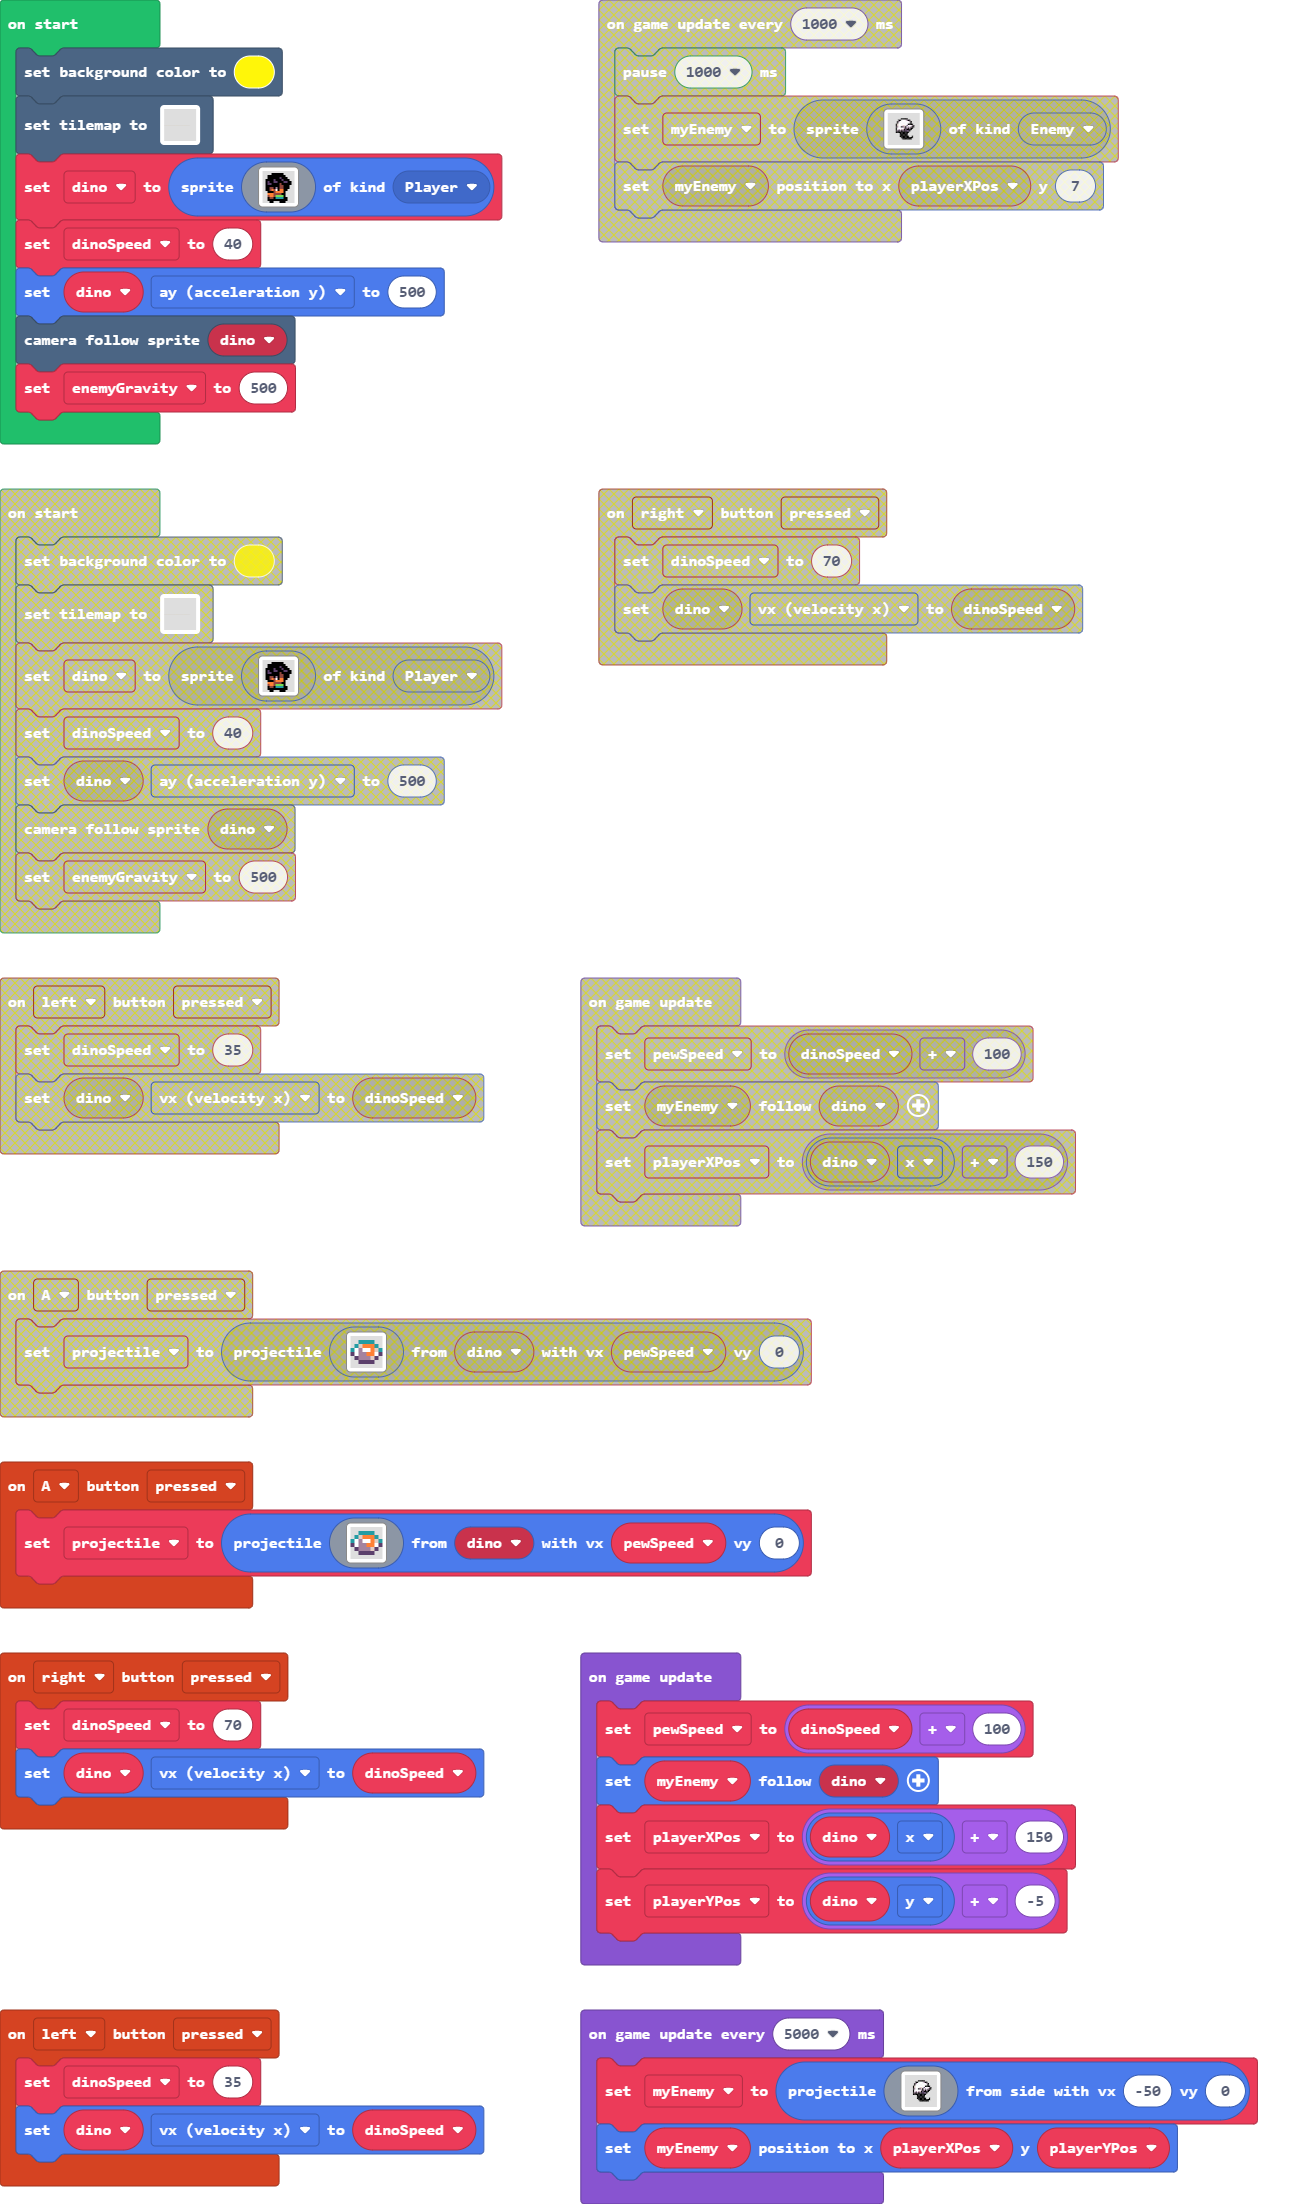 on start
set background color to
set tilemap to
set dino to sprite of kind Player
set dinoSpeed to 40
set dino ay (acceleration y) to 500
camera follow sprite dino
set enemyGravity to 500
on game update every 1000 ms
pause 1000 ms
set myEnemy to sprite of kind Enemy
set myEnemy position to x playerXPos y 7
on start
set background color to
set tilemap to
set dino to sprite of kind Player
set dinoSpeed to 40
set dino ay (acceleration y) to 500
camera follow sprite dino
set enemyGravity to 500
on right button pressed
set dinoSpeed to 70
set dino vx (velocity x) to dinoSpeed
on left button pressed
set dinoSpeed to 35
set dino vx (velocity x) to dinoSpeed
on game update
set pewSpeed to dinoSpeed + 100
set myEnemy follow dino
set playerXPos to dino x + 150
on A button pressed
set projectile to projectile from dino with vx pewSpeed vy 0
on A button pressed
set projectile to projectile from dino with vx pewSpeed vy 0
on right button pressed
set dinoSpeed to 70
set dino vx (velocity x) to dinoSpeed
on game update
set pewSpeed to dinoSpeed + 100
set myEnemy follow dino
set playerXPos to dino x + 150
set playerYPos to dino y + -5
on left button pressed
set dinoSpeed to 35
set dino vx (velocity x) to dinoSpeed
on game update every 5000 ms
set myEnemy to projectile from side with vx -50 vy 0
set myEnemy position to x playerXPos y playerYPos